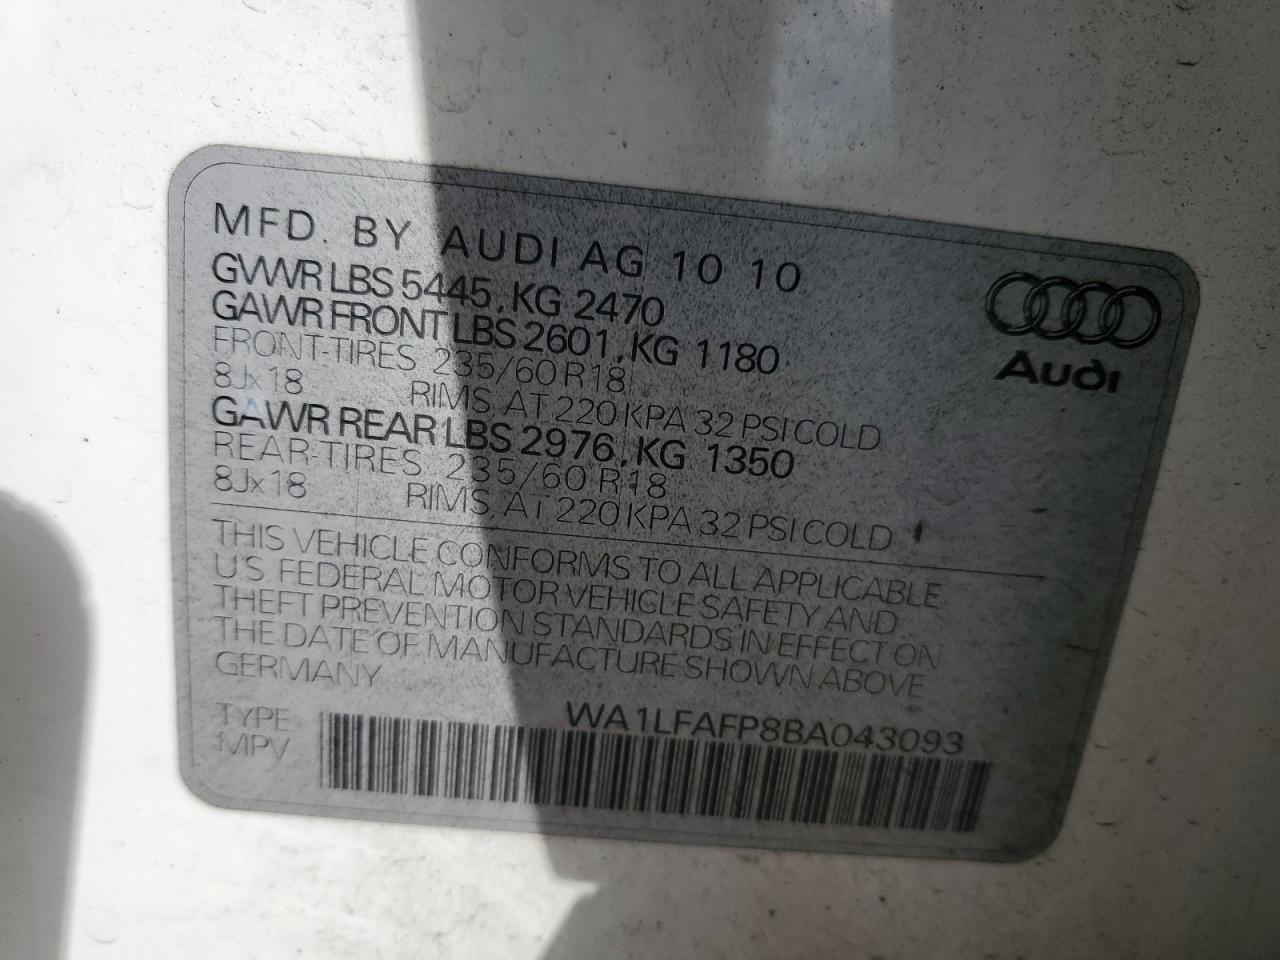 MFD. BY AUDI AG 10 10
GVWR LBS 5445, KG 2470
GAWR FRONT LBS 2601, KG 1180
FRONT-TIRES 235/60 R18
8Jx18 RIMS, AT 220 KPA 32 PSI COLD
GAWR REAR LBS 2976, KG 1350
REAR-TIRES 235/60 R18
8Jx18 RIMS, AT 220 KPA 32 PSI COLD
Audi
THIS VEHICLE CONFORMS TO ALL APPLICABLE
U.S FEDERAL MOTOR VEHICLE SAFETY AND
THEFT PREVENTION STANDARDS IN EFFECT ON
THE DATE OF MANUFACTURE SHOWN ABOVE
GERMANY
TYPE
MPV
WA1LFAFP8BA043093